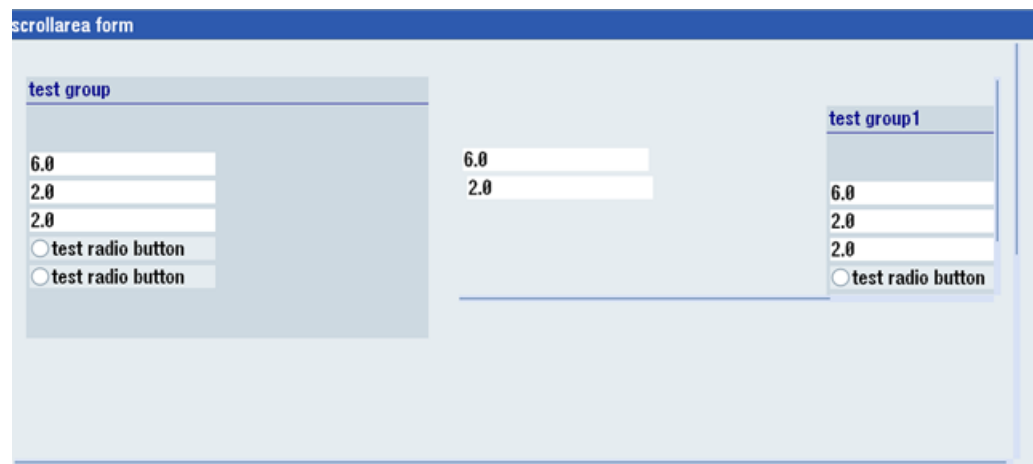 scrollarea form
test group
6.0
2.0
2.0
test radio button
test radio button
6.0
2.0
test group1
6.0
2.0
2.0
test radio button